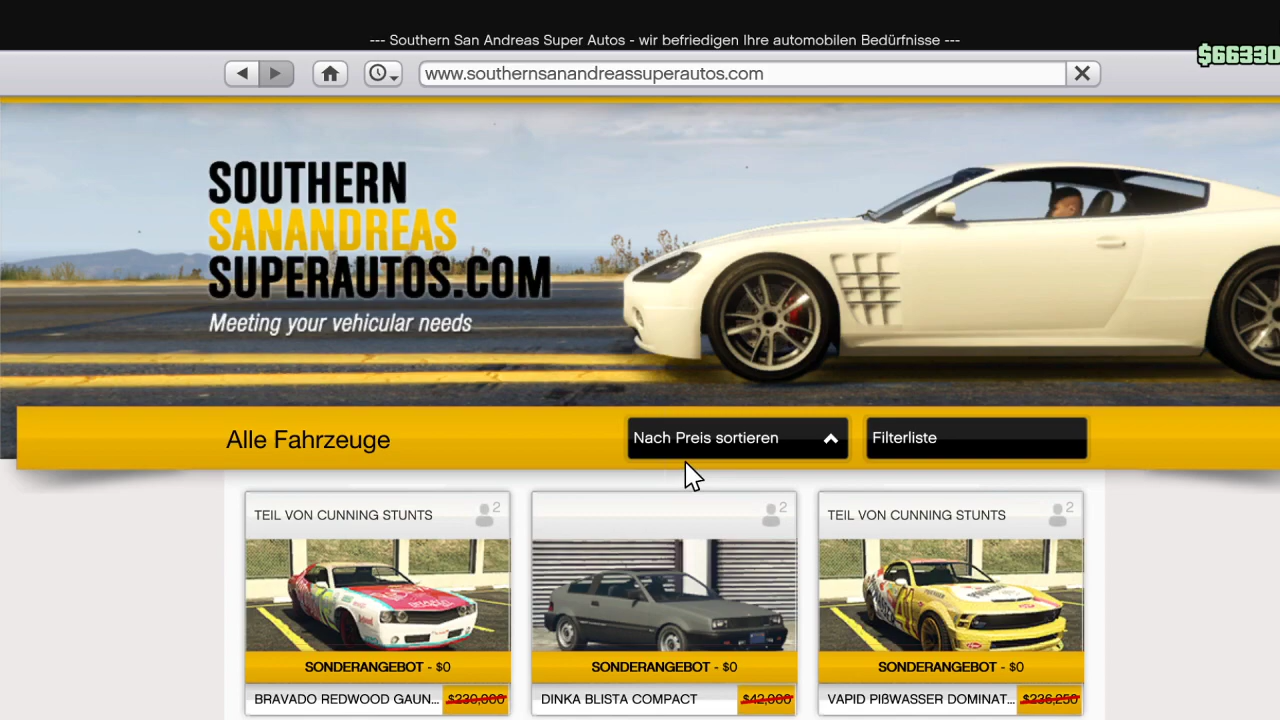 --- Southern San Andreas Super Autos - wir befriedigen Ihre automobilen Bedürfnisse ---
$66330
www.southernsanandreassuperautos.com
SOUTHERN
SANANDREAS
SUPERAUTOS.COM
Meeting your vehicular needs
Alle Fahrzeuge
Nach Preis sortieren
Filterliste
TEIL VON CUNNING STUNTS
2
2
TEIL VON CUNNING STUNTS
2
SONDERANGEBOT - $0
SONDERANGEBOT - $0
SONDERANGEBOT - $0
BRAVADO REDWOOD GAUN...
$230,000
DINKA BLISTA COMPACT
$42,000
VAPID PIßWASSER DOMINAT...
$236,250